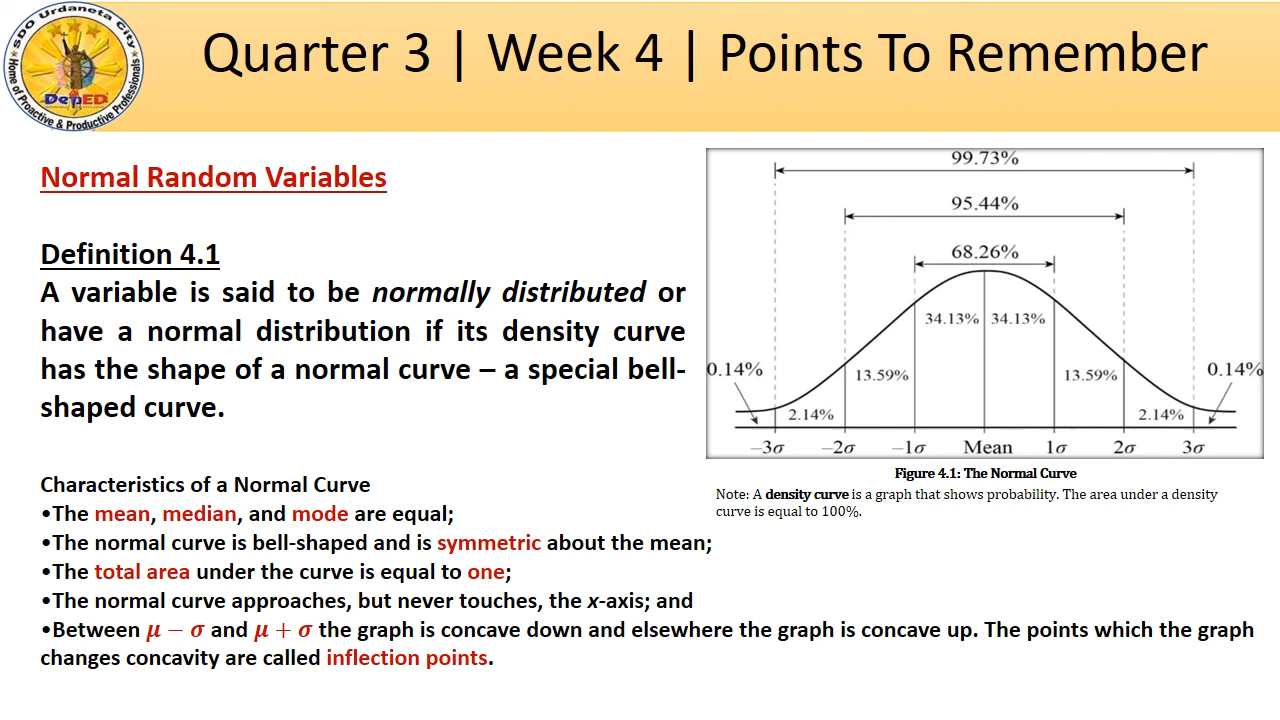 SDO Urdaneta City
Home of Proactive & Productive Professionals
DepED
Quarter 3 | Week 4 | Points To Remember
Normal Random Variables
Definition 4.1
A variable is said to be normally distributed or
have a normal distribution if its density curve
has the shape of a normal curve – a special bell-
shaped curve.
99.73%
95.44%
68.26%
34.13% 34.13%
0.14% 13.59% 13.59% 0.14%
2.14% 2.14%
−3σ −2σ −1σ Mean 1σ 2σ 3σ
Figure 4.1: The Normal Curve
Note: A density curve is a graph that shows probability. The area under a density
curve is equal to 100%.
Characteristics of a Normal Curve
•The mean, median, and mode are equal;
•The normal curve is bell-shaped and is symmetric about the mean;
•The total area under the curve is equal to one;
•The normal curve approaches, but never touches, the x-axis; and
•Between μ − σ and μ + σ the graph is concave down and elsewhere the graph is concave up. The points which the graph
changes concavity are called inflection points.